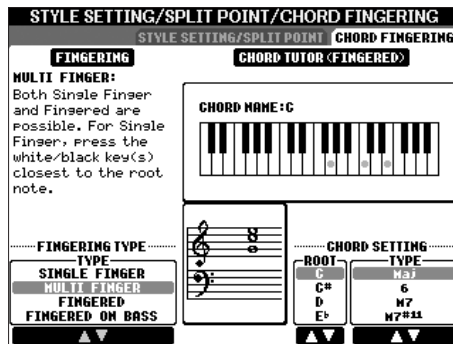 STYLE SETTING/SPLIT POINT/CHORD FINGERING
STYLE SETTING/SPLIT POINT
CHORD FINGERING
FINGERING
CHORD TUTOR (FINGERED)
MULTI FINGER:
Both Single Finger
and Fingered are
possible. For Single
Finger, press the
white/black key(s)
closest to the root
note.
CHORD NAME:C
FINGERING TYPE
TYPE
SINGLE FINGER
MULTI FINGER
FINGERED
FINGERED ON BASS
CHORD SETTING
ROOT
C
C#
D
E♭
TYPE
Maj
6
M7
M7#11